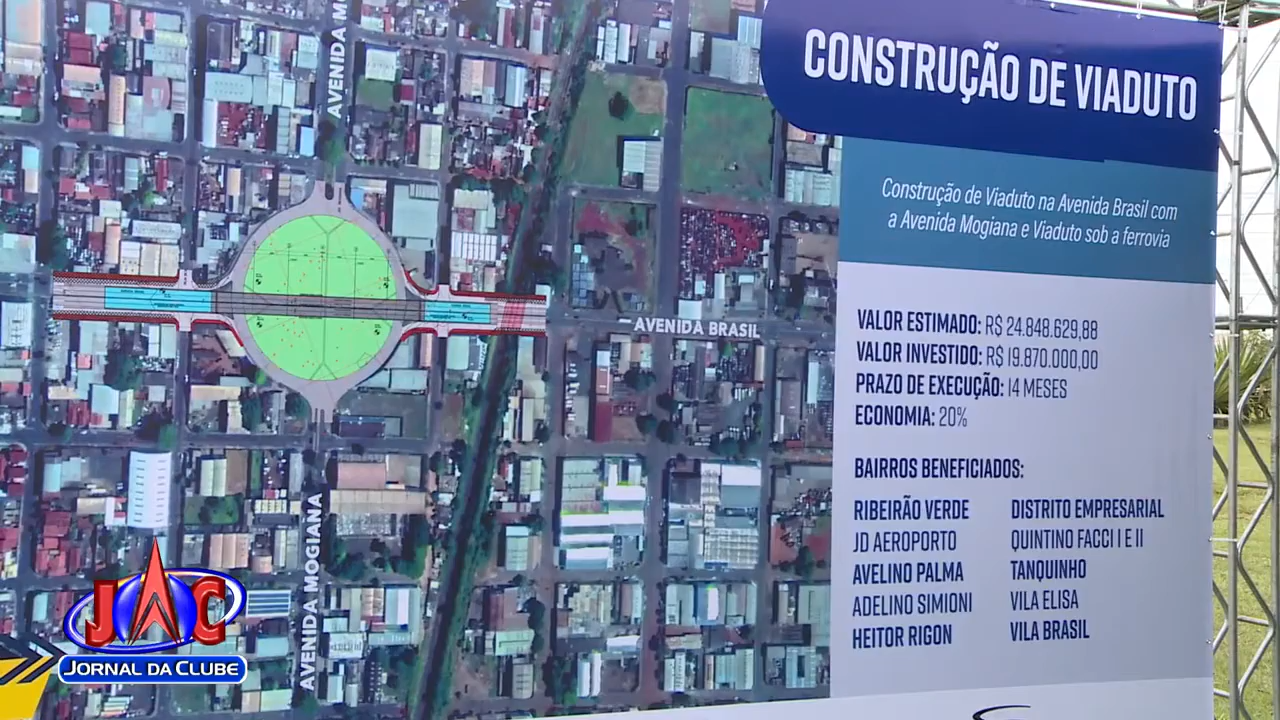 AVENIDA MO
CONSTRUÇÃO DE VIADUTO
Construção de Viaduto na Avenida Brasil com
a Avenida Mogiana e Viaduto sob a ferrovia
AVENIDA BRASIL
VALOR ESTIMADO: R$ 24.848.629,88
VALOR INVESTIDO: R$ 19.870.000,00
PRAZO DE EXECUÇÃO: 14 MESES
ECONOMIA: 20%
BAIRROS BENEFICIADOS:
RIBEIRÃO VERDE
JD AEROPORTO
AVELINO PALMA
ADELINO SIMIONI
HEITOR RIGON
DISTRITO EMPRESARIAL
QUINTINO FACCI I E II
TANQUINHO
VILA ELISA
VILA BRASIL
AVENIDA MOGIANA
JAC
JORNAL DA CLUBE